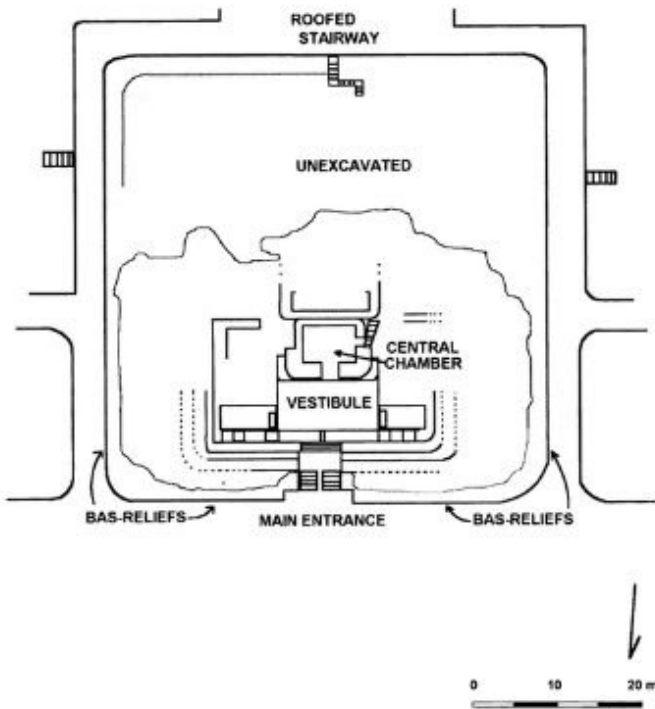 ROOFED
STAIRWAY
UNEXCAVATED
CENTRAL
CHAMBER
VESTIBULE
BAS-RELIEFS
MAIN ENTRANCE
BAS-RELIEFS
0 10 20 m